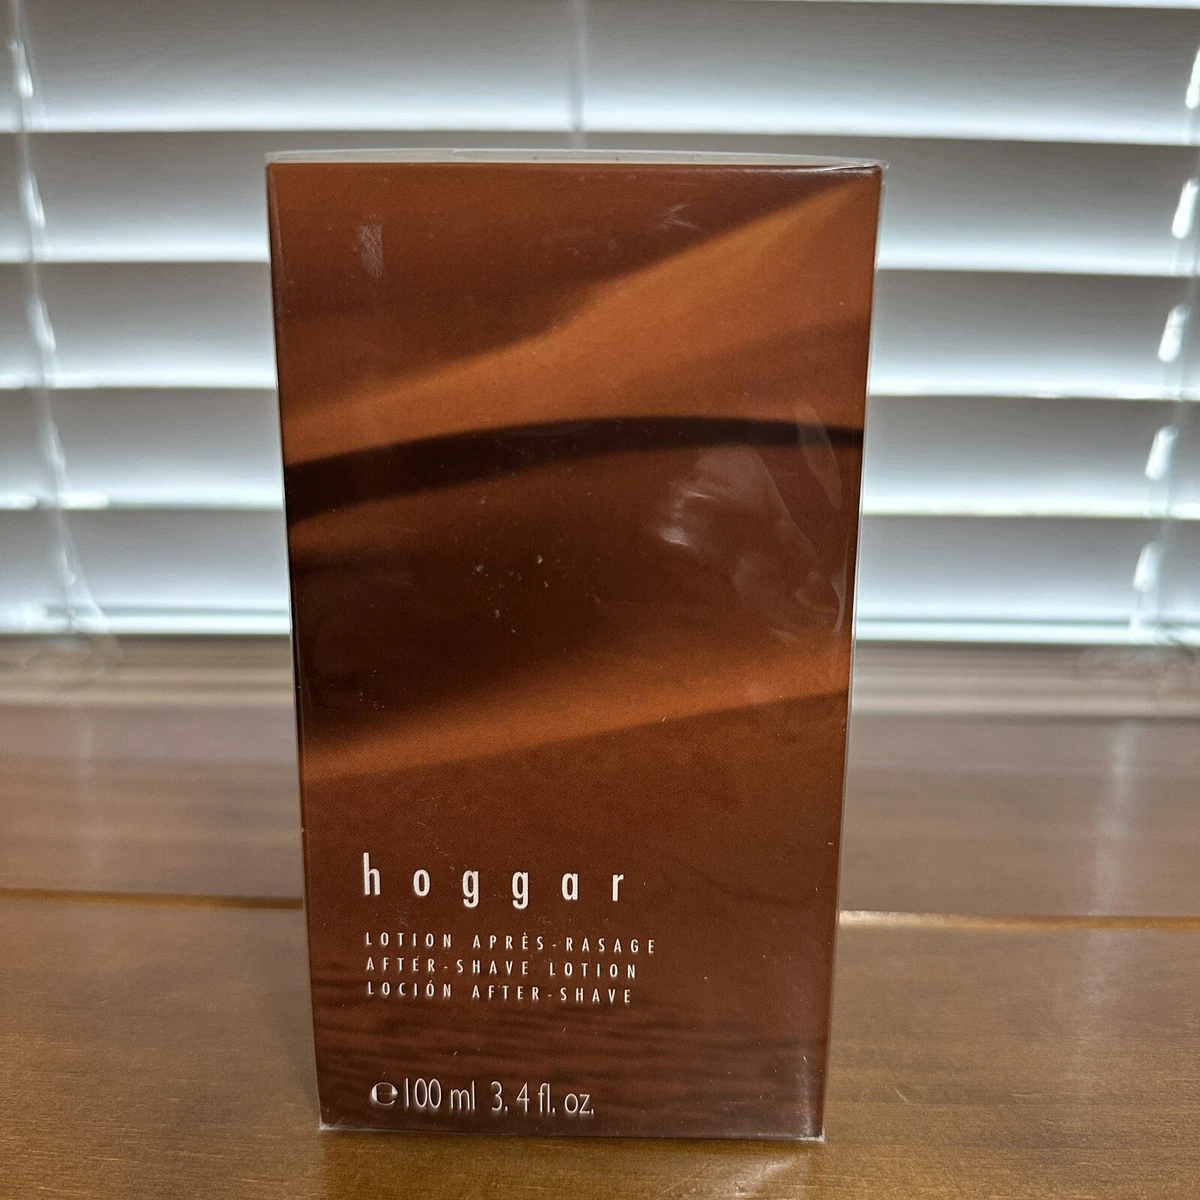 hoggar
LOTION APRÈS-RASAGE
AFTER-SHAVE LOTION
LOCIÓN AFTER-SHAVE
℮100 ml 3.4 fl. oz.